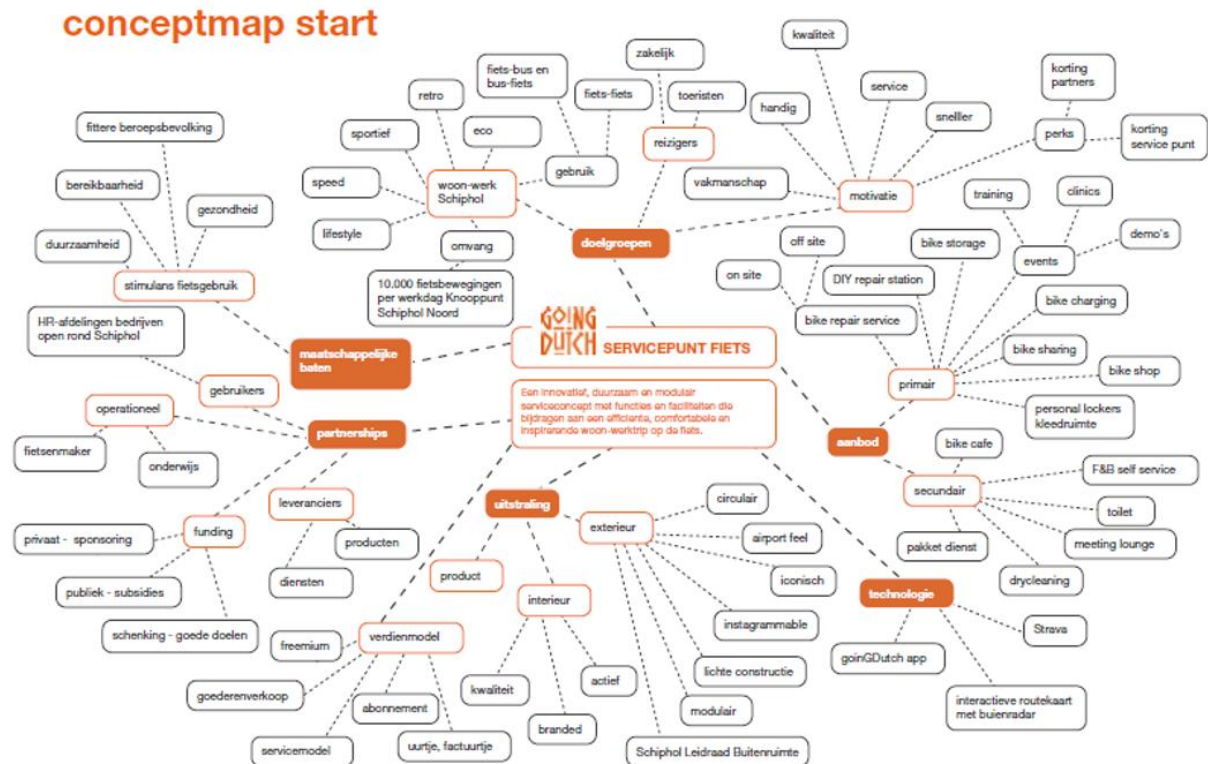 conceptmap start
kwaliteit
zakelijk
fiets-bus en
bus-fiets
korting
partners
retro
fiets-fiets
toeristen
service
handig
snelller
fittere beroepsbevolking
sportief
eco
reizigers
perks
korting
service punt
bereikbaarheid
speed
woon-werk
Schiphol
gebruik
vakmanschap
motivatie
training
clinics
gezondheid
lifestyle
omvang
doelgroepen
off site
bike storage
demo's
duurzaamheid
events
stimulans fietsgebruik
10.000 fietsbewegingen
per werkdag Knooppunt
Schiphol Noord
on site
DIY repair station
bike charging
HR-afdelingen bedrijven
open rond Schiphol
GOING
DUTCH
SERVICEPUNT FIETS
bike repair service
bike sharing
maatschappelijke
baten
bike shop
gebruikers
primair
Een innovatief, duurzaam en modulair
serviceconcept met functies en faciliteiten die
bijdragen aan een efficiente, comfortabele en
inspirerende woon-werktrip op de fiets.
operationeel
personal lockers
kleedruimte
partnerships
aanbod
bike cafe
fietsenmaker
onderwijs
F&B self service
leveranciers
uitstraling
circulair
secundair
toilet
funding
exterieur
privaat - sponsoring
producten
airport feel
pakket dienst
meeting lounge
product
iconisch
drycleaning
publiek - subsidies
diensten
interieur
technologie
instagrammable
Strava
schenking - goede doelen
verdienmodel
freemium
goinGDutch app
lichte constructie
goederenverkoop
kwaliteit
actief
abonnement
modulair
interactieve routekaart
met buienradar
branded
servicemodel
uurtje, factuurtje
Schiphol Leidraad Buitenruimte